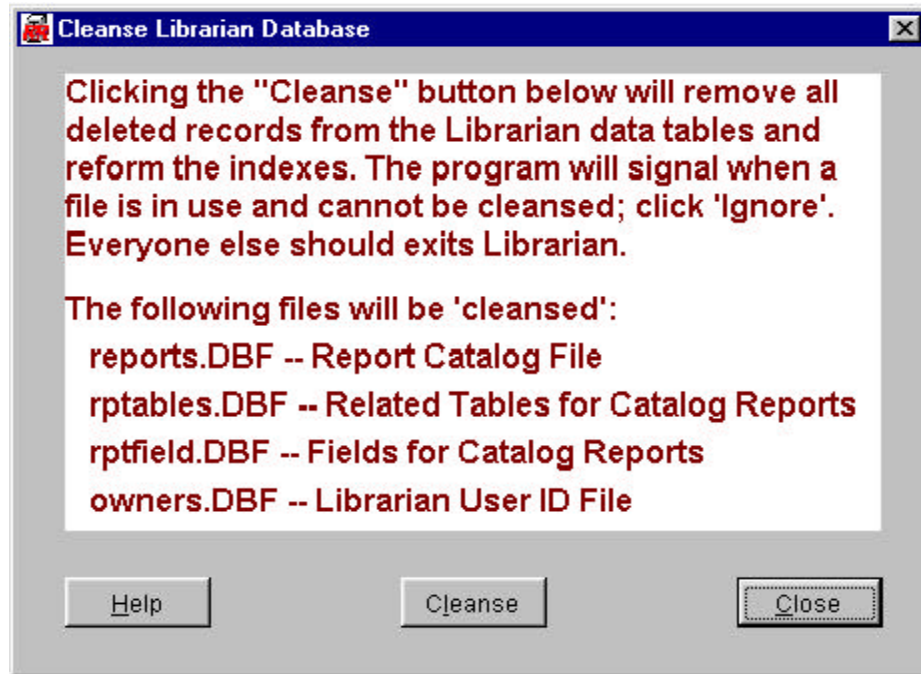 Cleanse Librarian Database
Clicking the "Cleanse" button below will remove all
deleted records from the Librarian data tables and
reform the indexes. The program will signal when a
file is in use and cannot be cleansed; click 'Ignore'.
Everyone else should exits Librarian.
The following files will be 'cleansed':
reports.DBF -- Report Catalog File
rptables.DBF -- Related Tables for Catalog Reports
rptfield.DBF -- Fields for Catalog Reports
owners.DBF -- Librarian User ID File
Help Cleanse Close